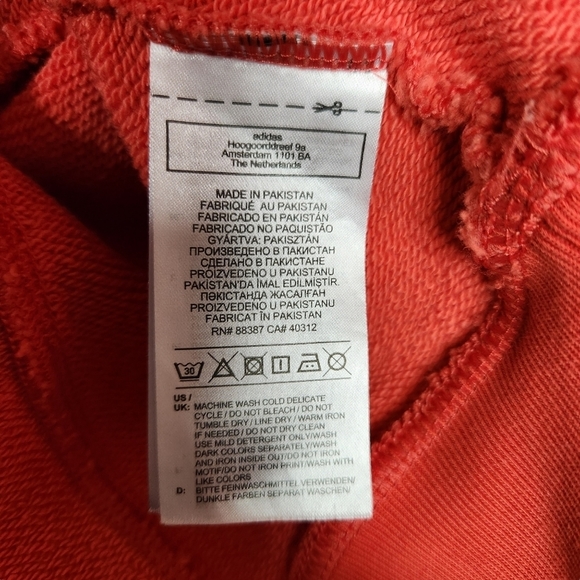 adidas
Hoogoorddreef 9a
Amsterdam 1101 BA
The Netherlands
MADE IN PAKISTAN
FABRIQUÉ AU PAKISTAN
FABRICADO EN PAKISTÁN
FABRICADO NO PAQUISTÃO
GYÁRTVA: PAKISZTÁN
ПРОИЗВЕДЕНО В ПАКИСТАН
СДЕЛАНО В ПАКИСТАНЕ
PROIZVEDENO U PAKISTANU
PAKİSTAN'DA İMAL EDİLMİŞTİR.
ПӘКІСТАНДА ЖАСАЛҒАН
PROIZVEDENO U PAKISTANU
FABRICAT ÎN PAKISTAN
RN# 88387 CA# 40312
30
US /
UK: MACHINE WASH COLD DELICATE
CYCLE / DO NOT BLEACH / DO NOT
TUMBLE DRY / LINE DRY / WARM IRON
IF NEEDED / DO NOT DRY CLEAN
USE MILD DETERGENT ONLY/WASH
DARK COLORS SEPARATELY/WASH
AND IRON INSIDE OUT/DO NOT IRON
MOTIF/DO NOT IRON PRINT/WASH WITH
LIKE COLORS
D: BITTE FEINWASCHMITTEL VERWENDEN/
DUNKLE FARBEN SEPARAT WASCHEN/